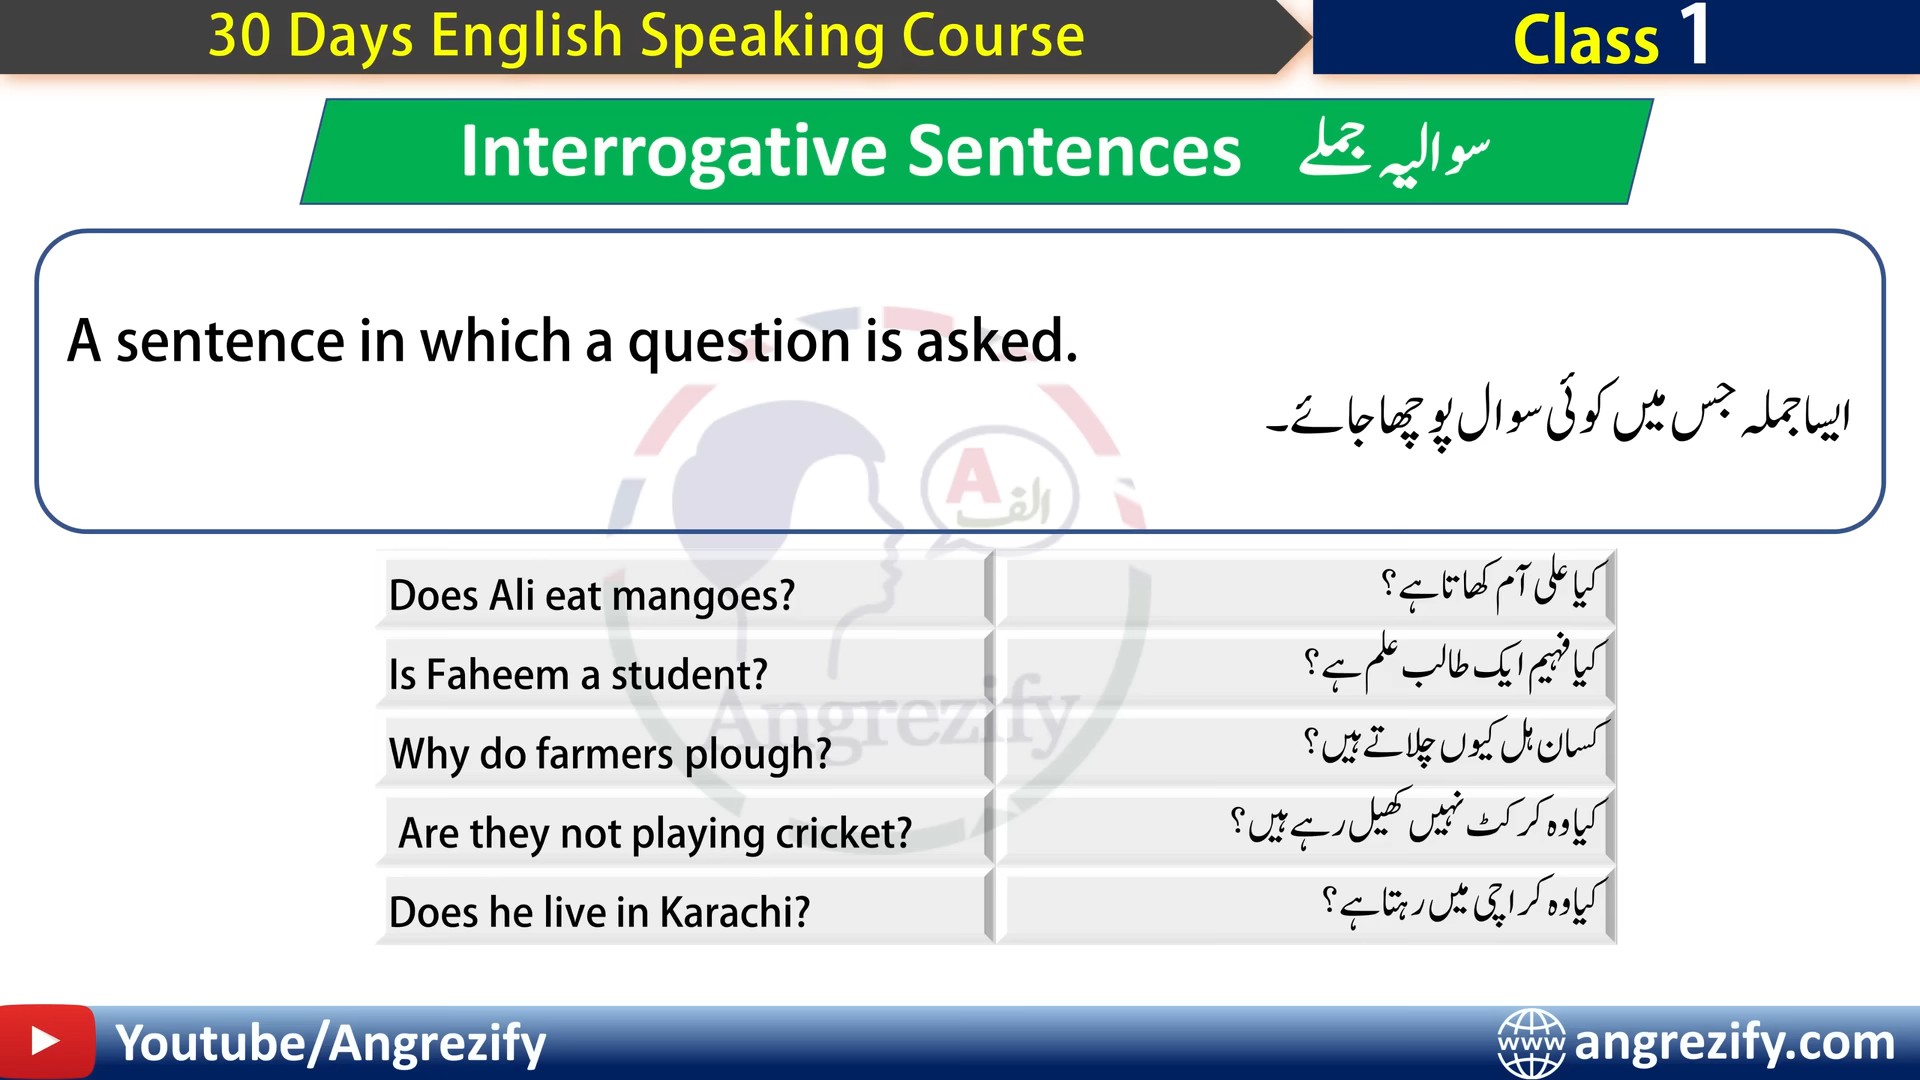 30 Days English Speaking Course
Class 1
Interrogative Sentences سوالیہ جملے
A sentence in which a question is asked.
ایسا جملہ جس میں کوئی سوال پوچھا جائے۔
A الف
Angrezify
Does Ali eat mangoes? کیا علی آم کھاتا ہے؟
Is Faheem a student? کیا فہیم ایک طالب علم ہے؟
Why do farmers plough? کسان ہل کیوں چلاتے ہیں؟
Are they not playing cricket? کیا وہ کرکٹ نہیں کھیل رہے ہیں؟
Does he live in Karachi? کیا وہ کراچی میں رہتا ہے؟
Youtube/Angrezify
www angrezify.com